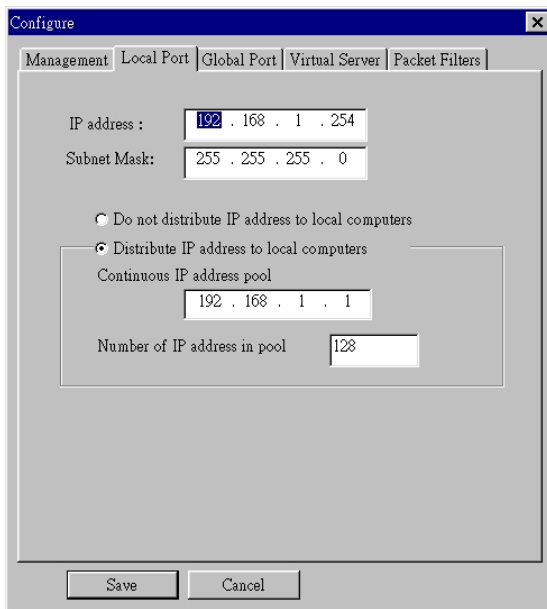 Configure
Management Local Port Global Port Virtual Server Packet Filters
IP address : 192 . 168 . 1 . 254
Subnet Mask: 255 . 255 . 255 . 0
Do not distribute IP address to local computers
Distribute IP address to local computers
Continuous IP address pool
192 . 168 . 1 . 1
Number of IP address in pool 128
Save Cancel